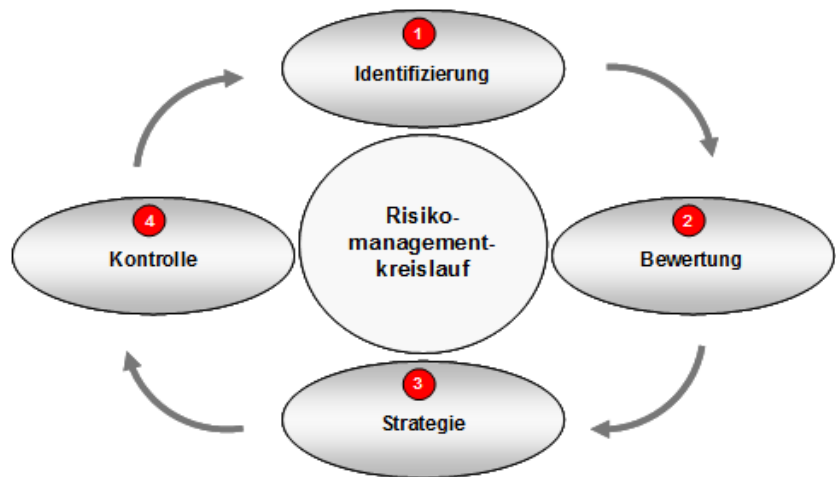 1
Identifizierung
2
Bewertung
3
Strategie
4
Kontrolle
Risiko-
management-
kreislauf